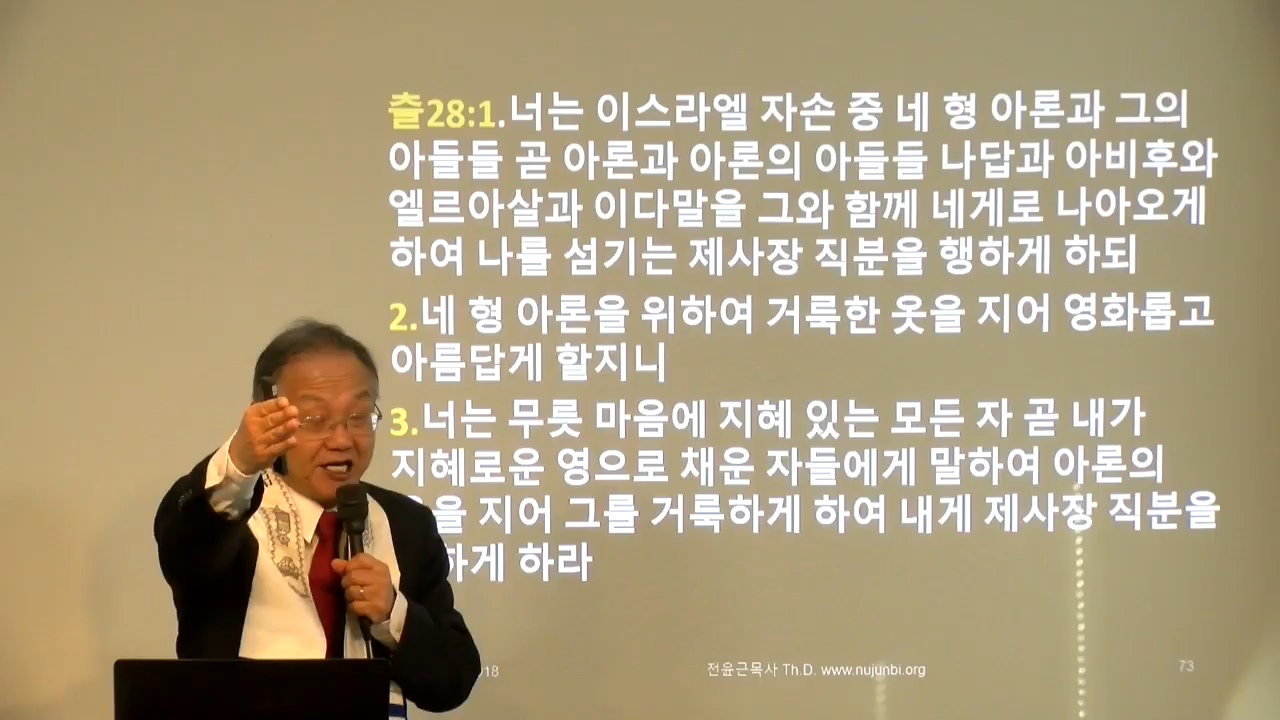 출28:1.너는 이스라엘 자손 중 네 형 아론과 그의
아들들 곧 아론과 아론의 아들들 나답과 아비후와
엘르아살과 이다말을 그와 함께 네게로 나아오게
하여 나를 섬기는 제사장 직분을 행하게 하되
2.네 형 아론을 위하여 거룩한 옷을 지어 영화롭고
아름답게 할지니
3.너는 무릇 마음에 지혜 있는 모든 자 곧 내가
지혜로운 영으로 채운 자들에게 말하여 아론의
지어 그를 거룩하게 하여 내게 제사장 직분을
하라
전윤근목사 Th.D. www.nujunbi.org
73